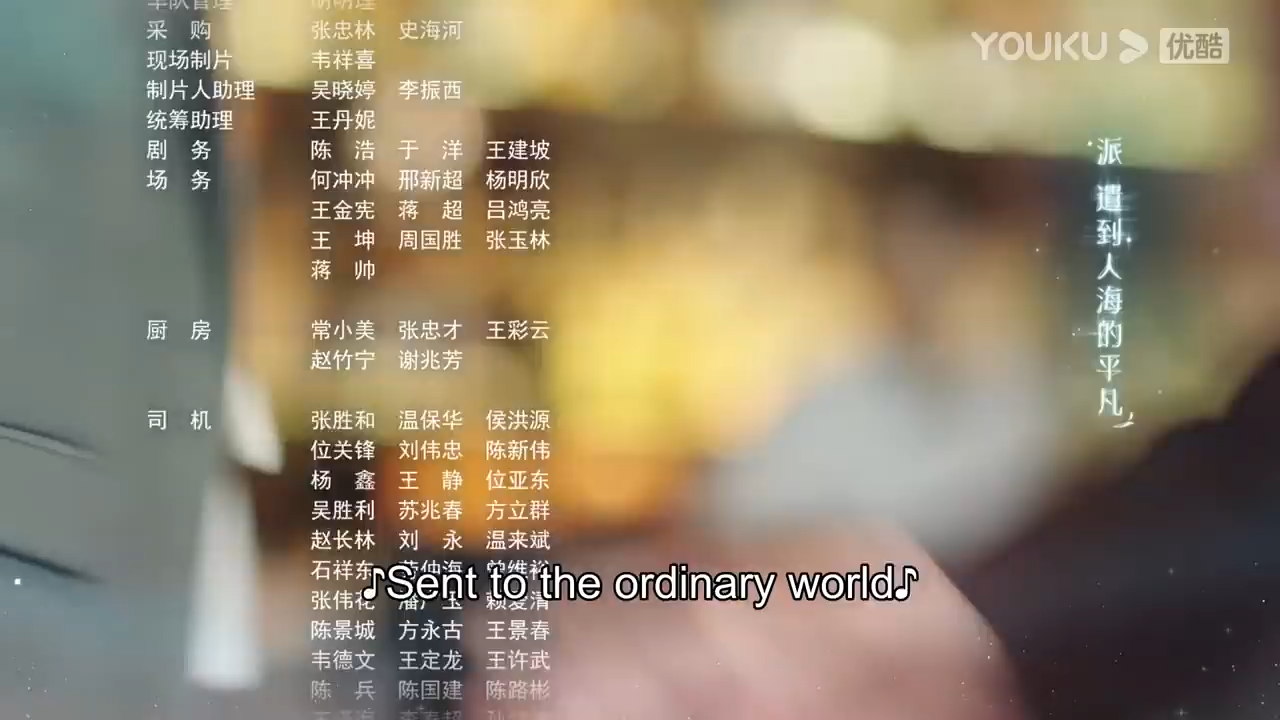 YOUKU 优酷
采 购 张忠林 史海河
现场制片 韦祥喜
制片人助理 吴晓婷 李振西
统筹助理 王丹妮
剧 务 陈 浩 于 洋 王建坡
场 务 何冲冲 邢新超 杨明欣
王金宪 蒋 超 吕鸿亮
王 坤 周国胜 张玉林
蒋 帅
厨 房 常小美 张忠才 王彩云
赵竹宁 谢兆芳
司 机 张胜和 温保华 侯洪源
位关锋 刘伟忠 陈新伟
杨 鑫 王 静 位亚东
吴胜利 苏兆春 方立群
赵长林 刘 永 温来斌
石祥东
♪Sent to the ordinary world♪
张伟花
陈景城 方永古 王景春
韦德文 王定龙 王许武
陈 兵 陈国建 陈路彬
派遣到人海的平凡